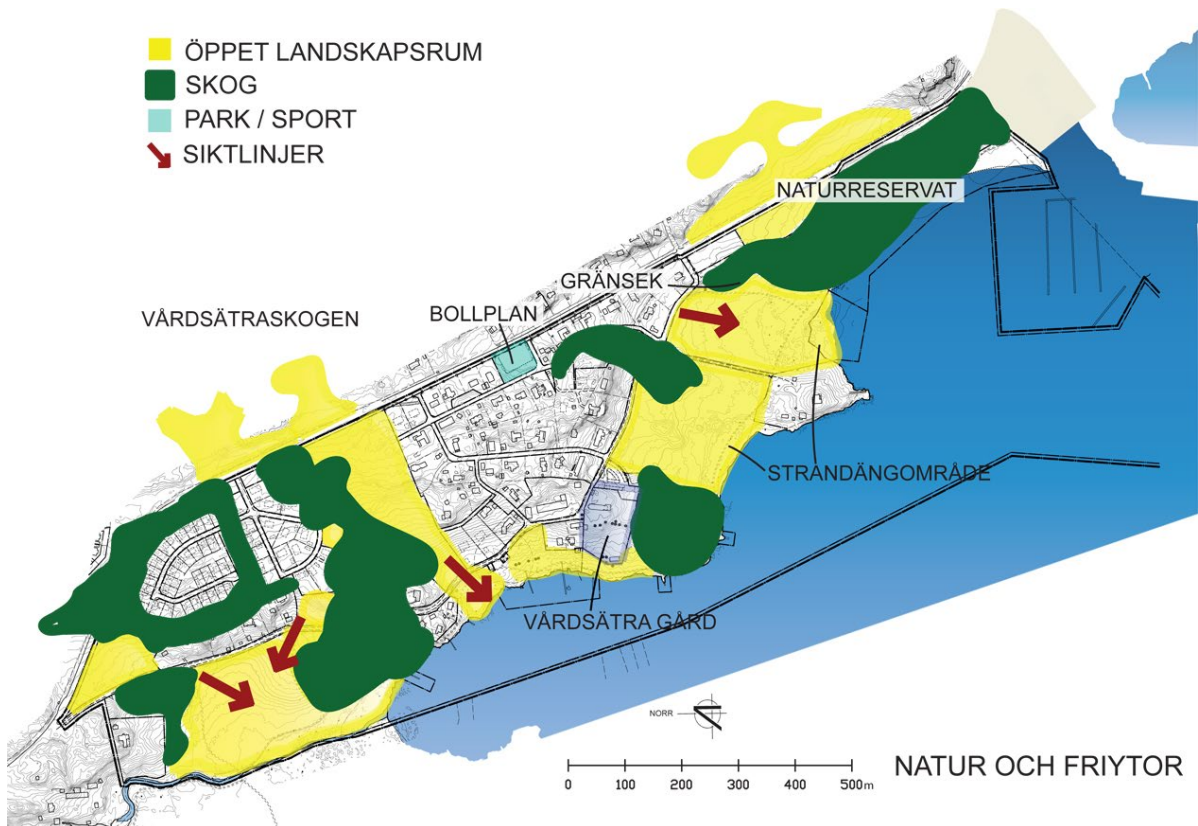 ÖPPET LANDSKAPSRUM
SKOG
PARK / SPORT
SIKTLINJER
NATURRESERVAT
GRÄNSEK
BOLLPLAN
VÅRDSÄTRASKOGEN
STRANDÄNGOMRÅDE
VÅRDSÄTRA GÅRD
NORR
0 100 200 300 400 500m
NATUR OCH FRIYTOR